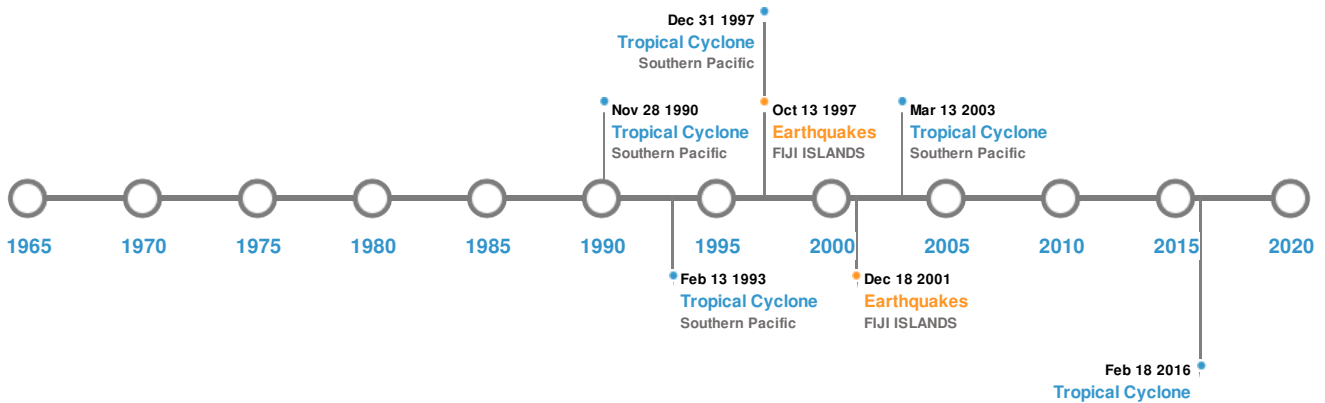 Dec 31 1997
Tropical Cyclone
Southern Pacific
Nov 28 1990
Tropical Cyclone
Southern Pacific
Oct 13 1997
Earthquakes
FIJI ISLANDS
Mar 13 2003
Tropical Cyclone
Southern Pacific
1965 1970 1975 1980 1985 1990 1995 2000 2005 2010 2015 2020
Feb 13 1993
Tropical Cyclone
Southern Pacific
Dec 18 2001
Earthquakes
FIJI ISLANDS
Feb 18 2016
Tropical Cyclone